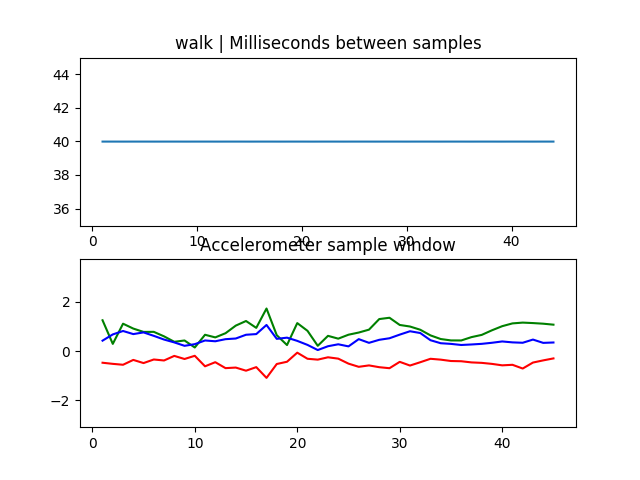 walk | Milliseconds between samples
44
42
40
38
36
0 10 20 30 40
Accelerometer sample window
2
0
−2
0 10 20 30 40